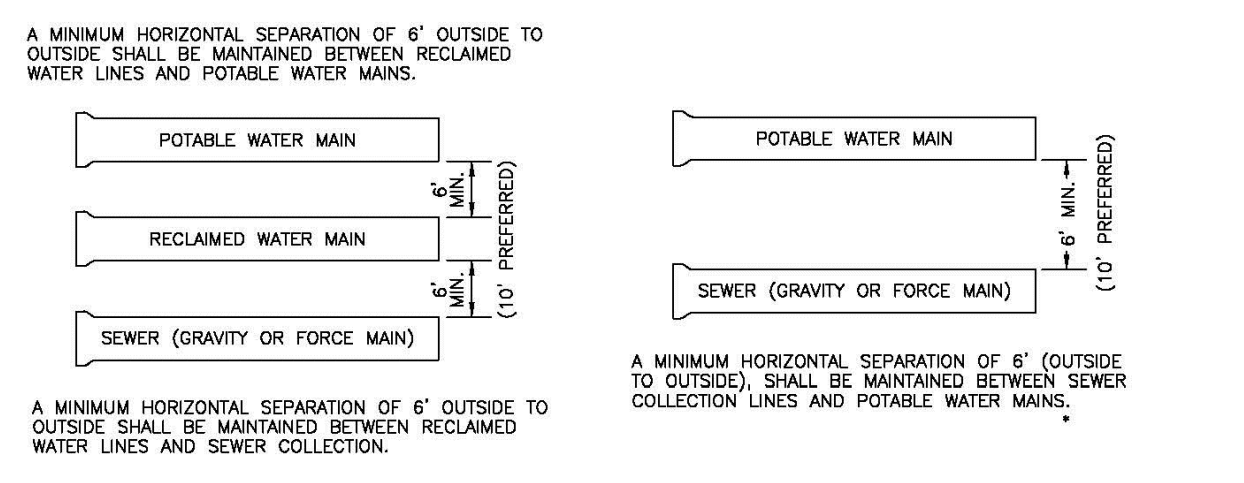 A MINIMUM HORIZONTAL SEPARATION OF 6' OUTSIDE TO
OUTSIDE SHALL BE MAINTAINED BETWEEN RECLAIMED
WATER LINES AND POTABLE WATER MAINS.
POTABLE WATER MAIN
6'
MIN.
RECLAIMED WATER MAIN
6'
MIN.
(10' PREFERRED)
SEWER (GRAVITY OR FORCE MAIN)
A MINIMUM HORIZONTAL SEPARATION OF 6' OUTSIDE TO
OUTSIDE SHALL BE MAINTAINED BETWEEN RECLAIMED
WATER LINES AND SEWER COLLECTION.
POTABLE WATER MAIN
6' MIN.
(10' PREFERRED)
SEWER (GRAVITY OR FORCE MAIN)
A MINIMUM HORIZONTAL SEPARATION OF 6' (OUTSIDE
TO OUTSIDE), SHALL BE MAINTAINED BETWEEN SEWER
COLLECTION LINES AND POTABLE WATER MAINS.
*